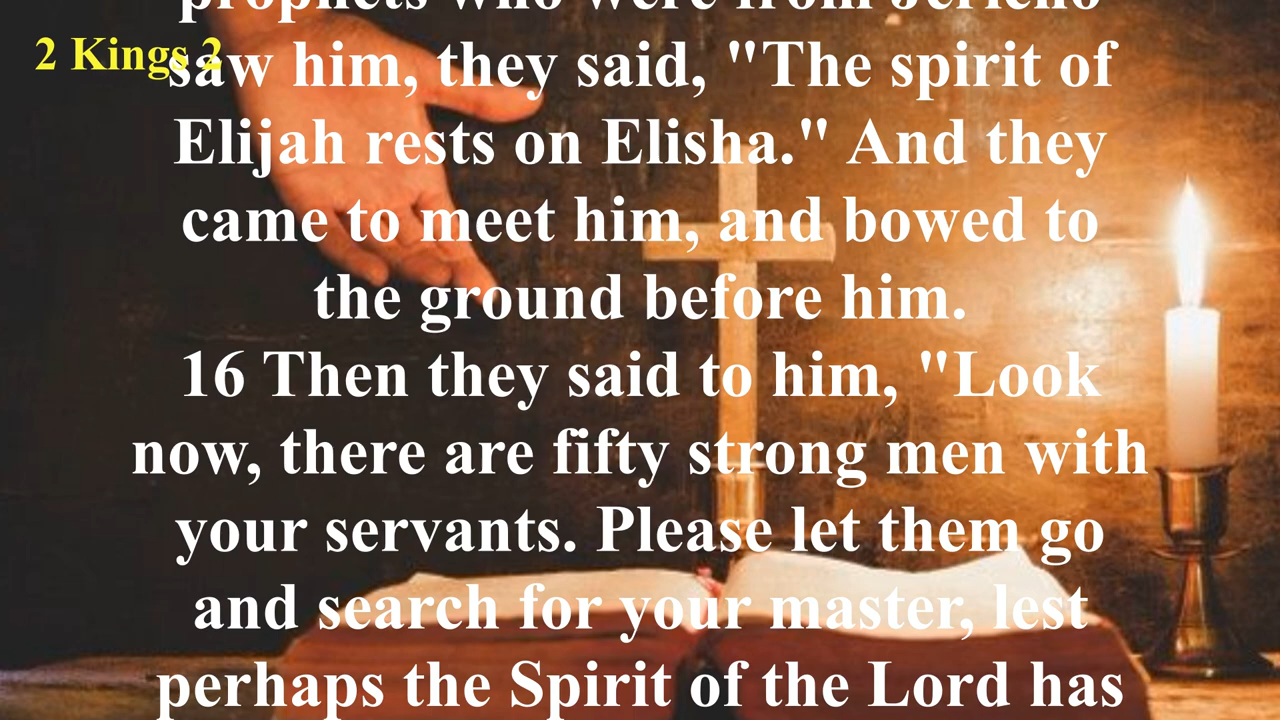 prophets who were from Jericho
2 Kings 2
saw him, they said, "The spirit of
Elijah rests on Elisha." And they
came to meet him, and bowed to
the ground before him.
16 Then they said to him, "Look
now, there are fifty strong men with
your servants. Please let them go
and search for your master, lest
perhaps the Spirit of the Lord has